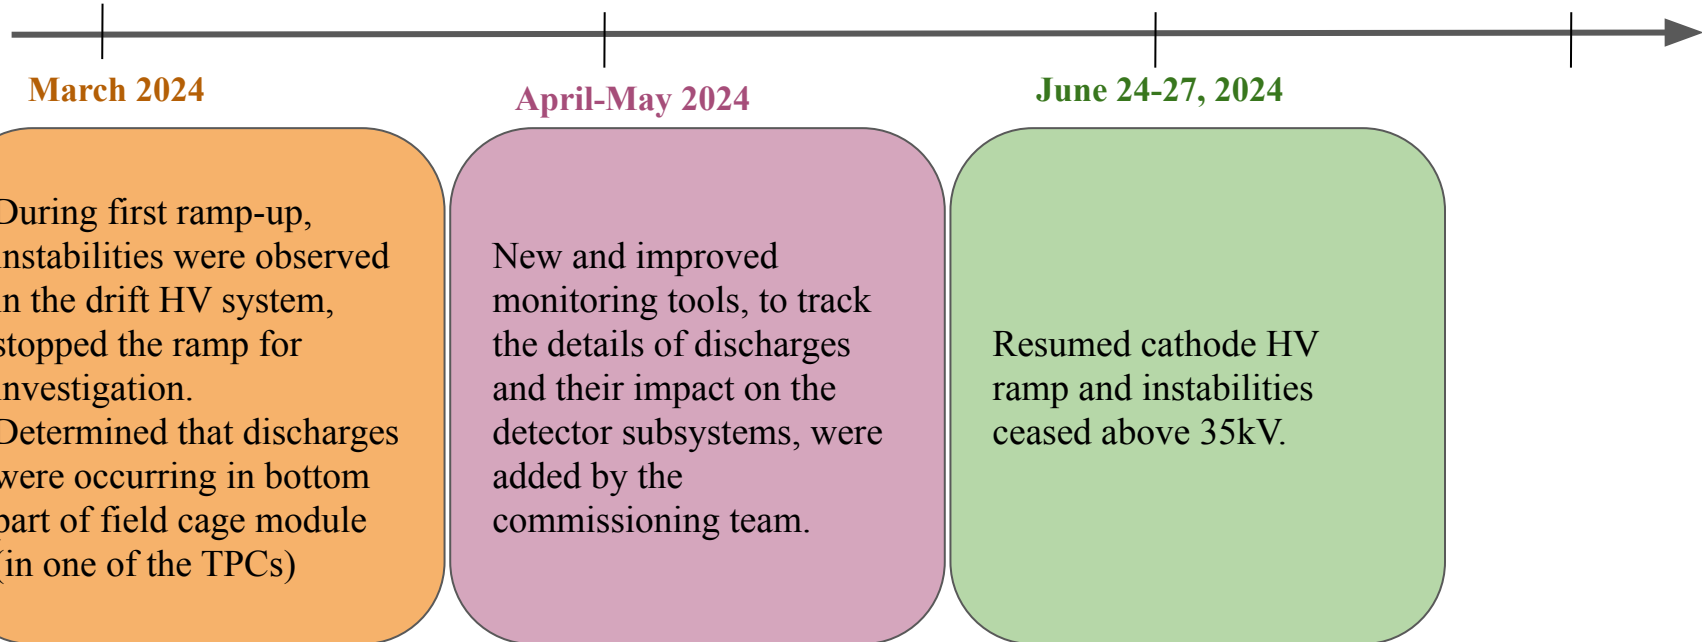 March 2024
April-May 2024
June 24-27, 2024
During first ramp-up,
instabilities were observed
in the drift HV system,
stopped the ramp for
investigation.
Determined that discharges
were occurring in bottom
part of field cage module
(in one of the TPCs)
New and improved
monitoring tools, to track
the details of discharges
and their impact on the
detector subsystems, were
added by the
commissioning team.
Resumed cathode HV
ramp and instabilities
ceased above 35kV.